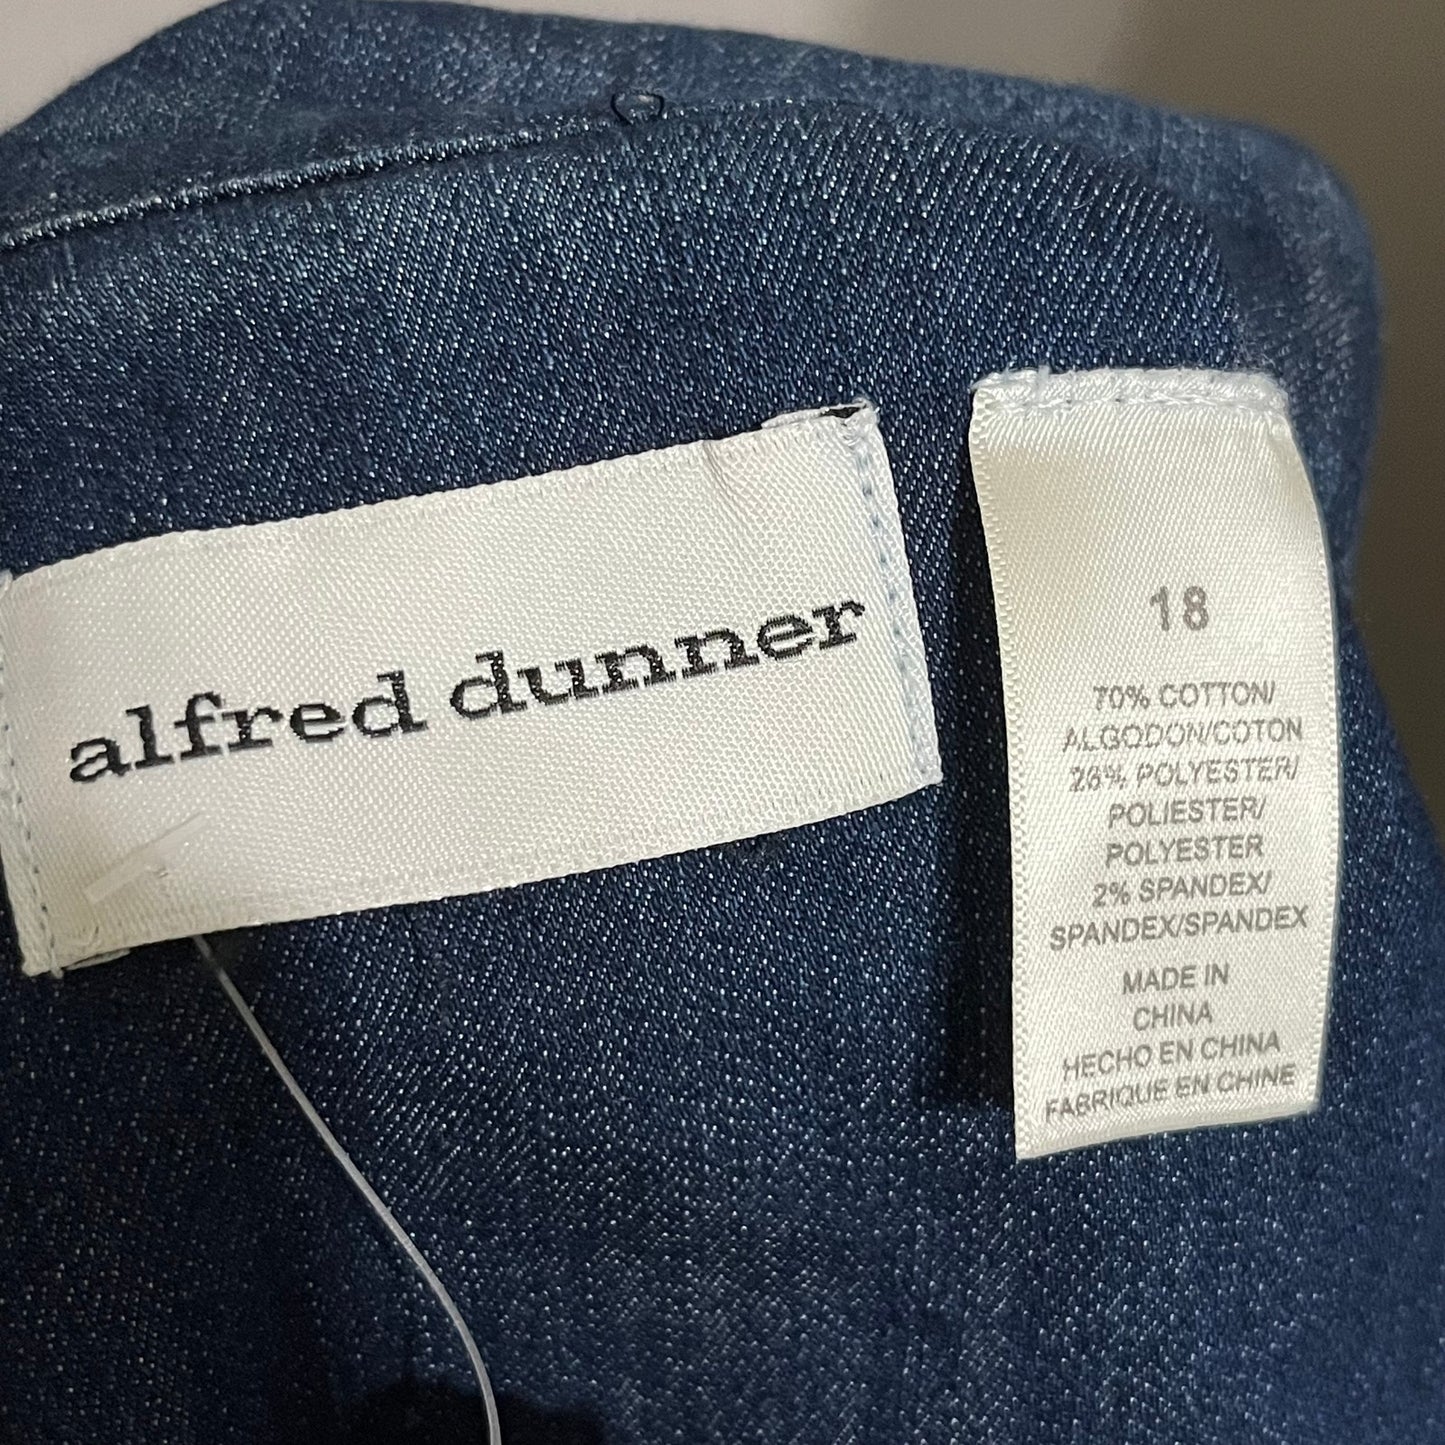 alfred dunner
18
70% COTTON/
ALGODON/COTON
28% POLYESTER/
POLIESTER/
POLYESTER
2% SPANDEX/
SPANDEX/SPANDEX
MADE IN
CHINA
HECHO EN CHINA
FABRIQUE EN CHINE